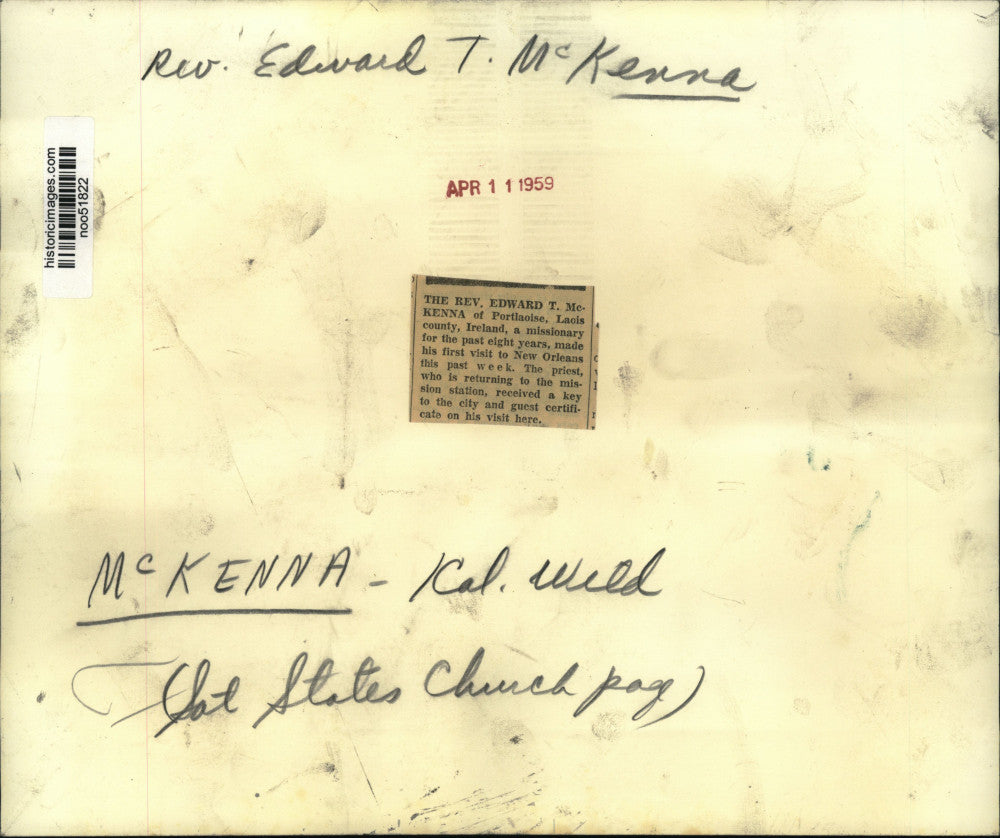 Rev. Edward T. McKenna
historicimages.com
noo51822
APR 11 1959
THE REV. EDWARD T. Mc-
KENNA of Portlaoise, Laois
county, Ireland, a missionary
for the past eight years, made
his first visit to New Orleans
this past week. The priest,
who is returning to the mis-
sion station, received a key
to the city and guest certifi-
cate on his visit here.
McKENNA - Kal. Weld
(Sat States Church pag)